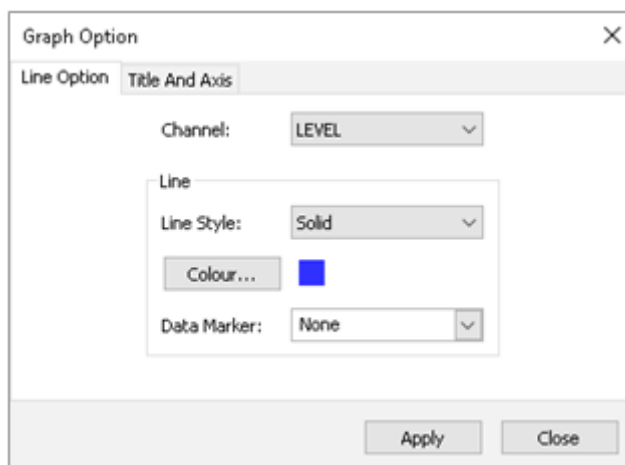 Graph Option
Line Option Title And Axis
Channel: LEVEL
Line
Line Style: Solid
Colour...
Data Marker: None
Apply Close